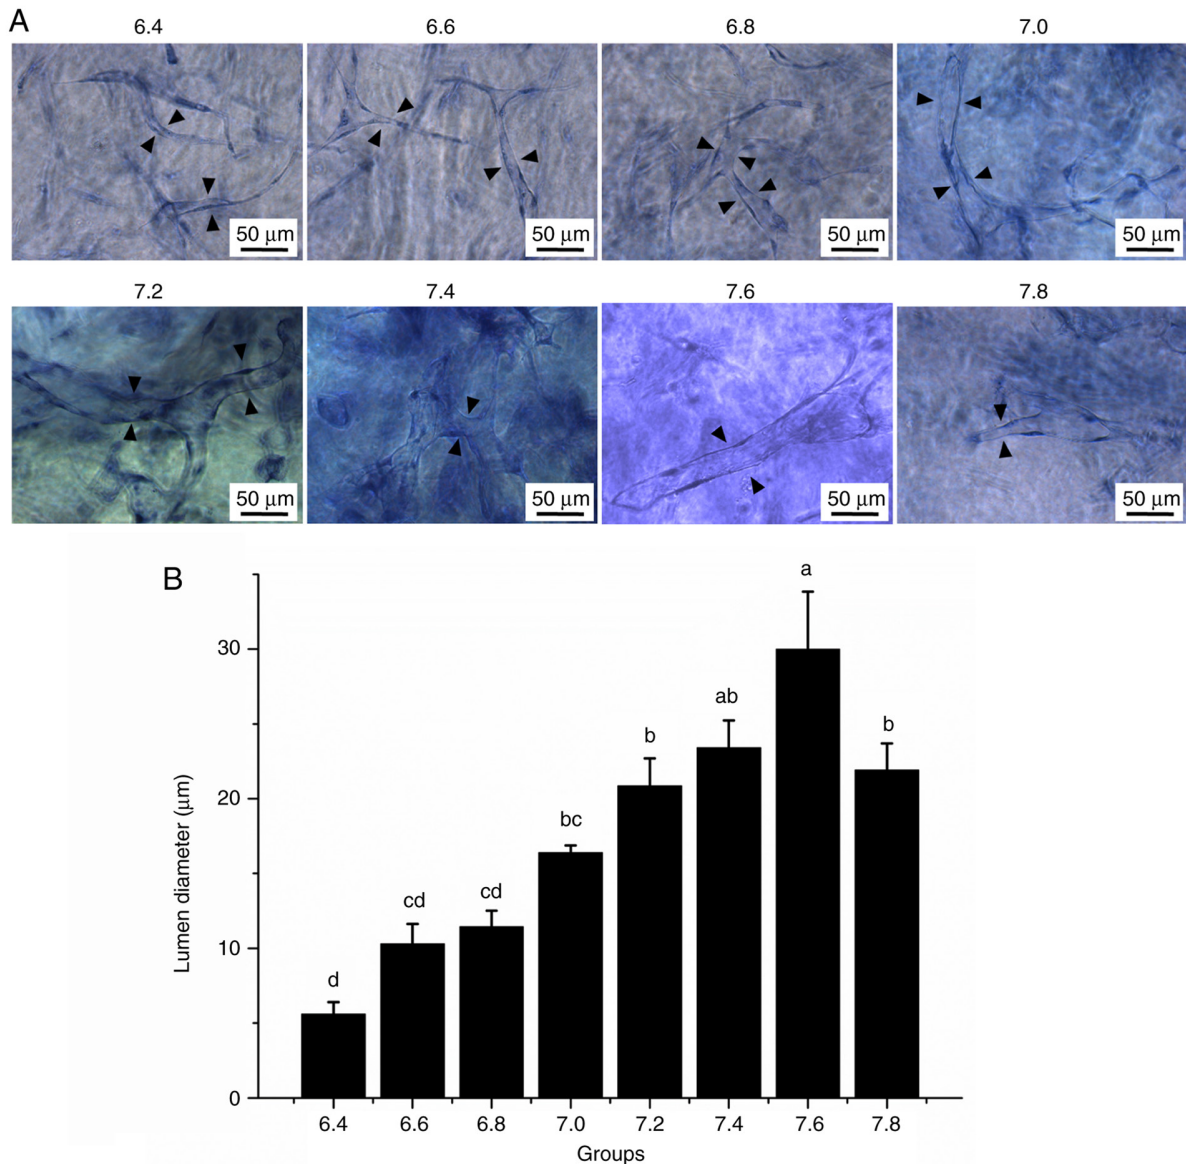 A
6.4 6.6 6.8 7.0
50 µm 50 µm 50 µm 50 µm
7.2 7.4 7.6 7.8
50 µm 50 µm 50 µm 50 µm
B
a
30
ab
b b
Lumen diameter (µm)
20
bc
cd cd
10
d
0
6.4 6.6 6.8 7.0 7.2 7.4 7.6 7.8
Groups